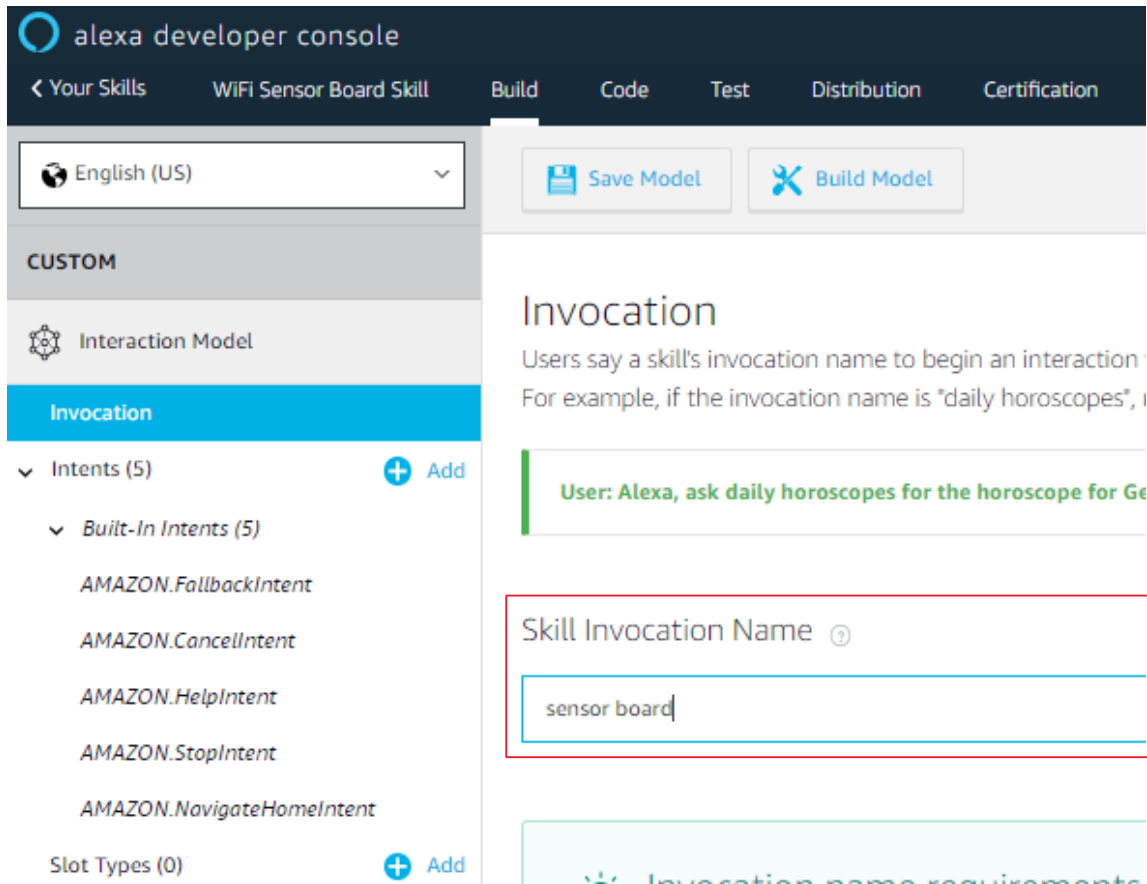 alexa developer console
Your Skills WiFi Sensor Board Skill Build Code Test Distribution Certification
English (US)
Save Model Build Model
CUSTOM
Interaction Model
Invocation
Intents (5) Add
Built-In Intents (5)
AMAZON.FallbackIntent
AMAZON.CancelIntent
AMAZON.HelpIntent
AMAZON.StopIntent
AMAZON.NavigateHomeIntent
Slot Types (0) Add
Invocation
Users say a skill's invocation name to begin an interaction
For example, if the invocation name is "daily horoscopes",
User: Alexa, ask daily horoscopes for the horoscope for Ge
Skill Invocation Name ?
sensor board
Invocation name requirements